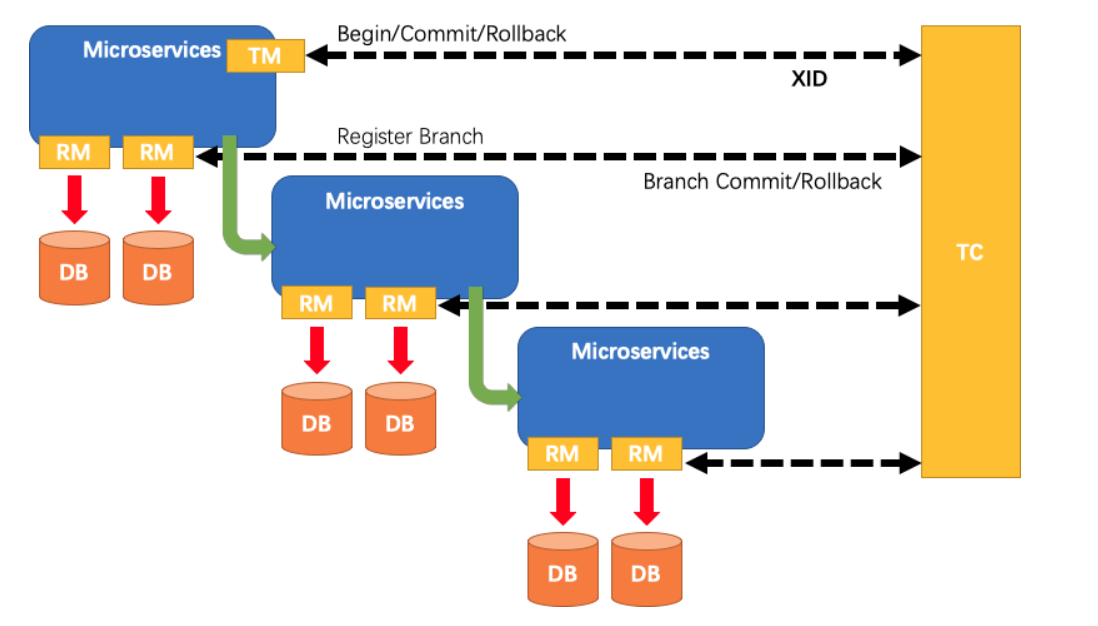 Begin/Commit/Rollback
Microservices
TM
XID
Register Branch
RM
RM
Branch Commit/Rollback
Microservices
TC
DB
DB
RM
RM
Microservices
DB
DB
RM
RM
DB
DB